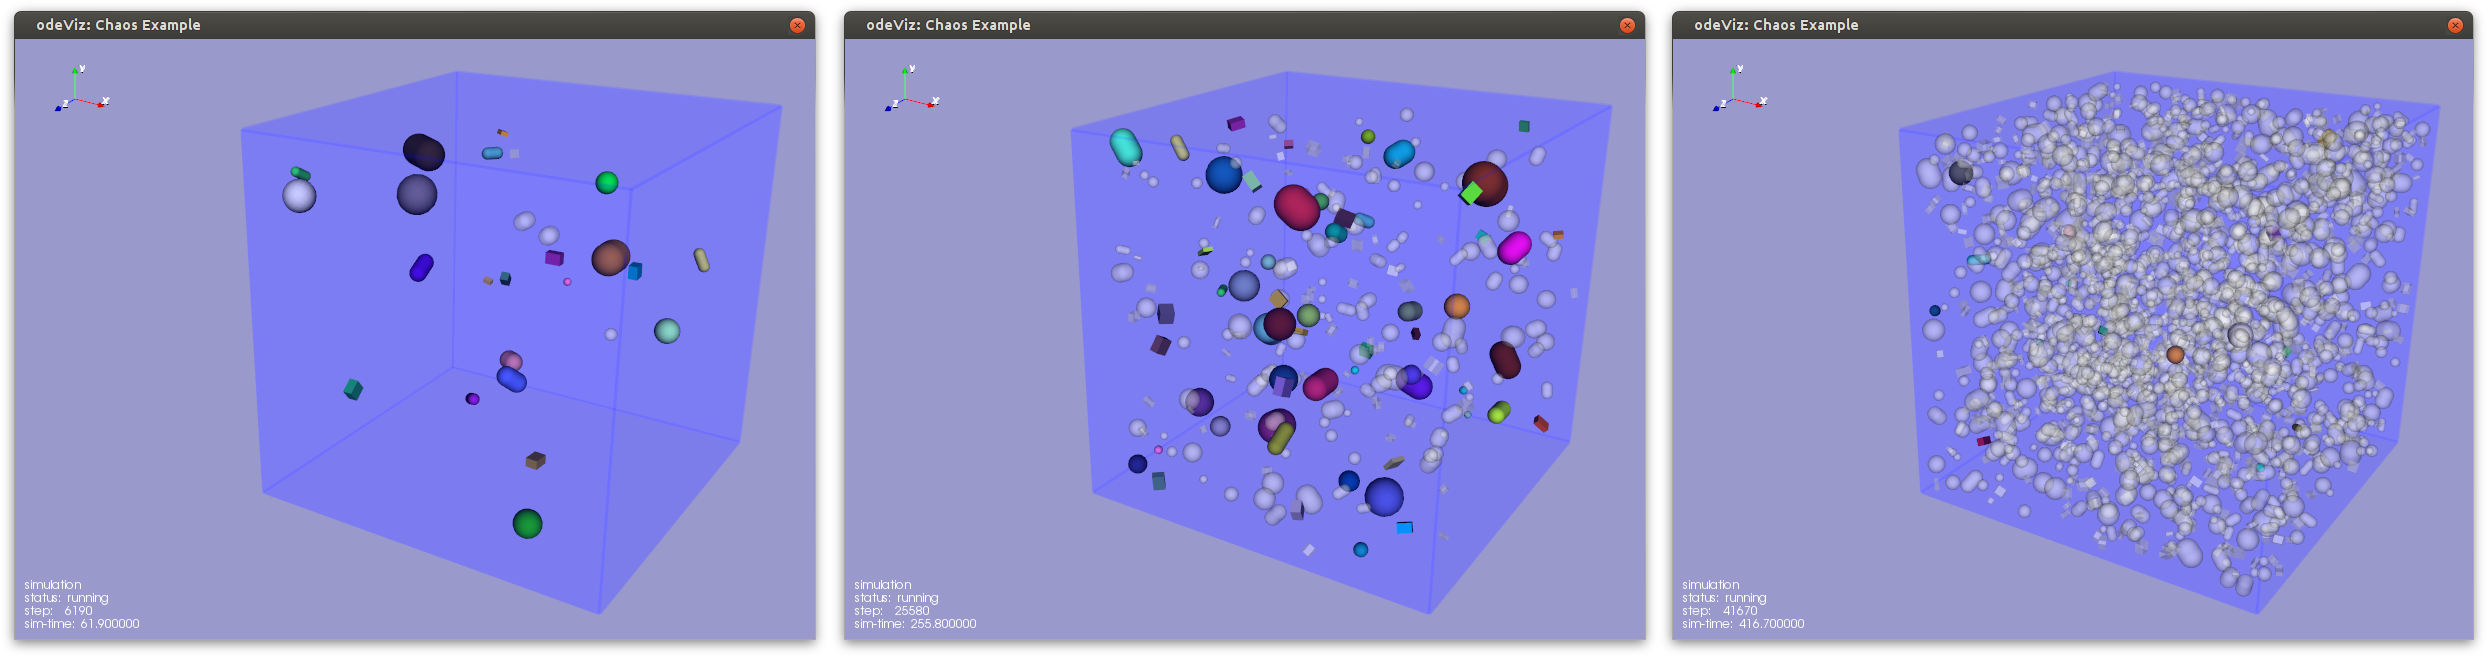 odeViz: Chaos Example
y
z
x
simulation
status: running
step: 6190
sim-time: 61.900000
odeViz: Chaos Example
y
z
x
simulation
status: running
step: 25580
sim-time: 255.800000
odeViz: Chaos Example
y
z
x
simulation
status: running
step: 41670
sim-time: 416.700000